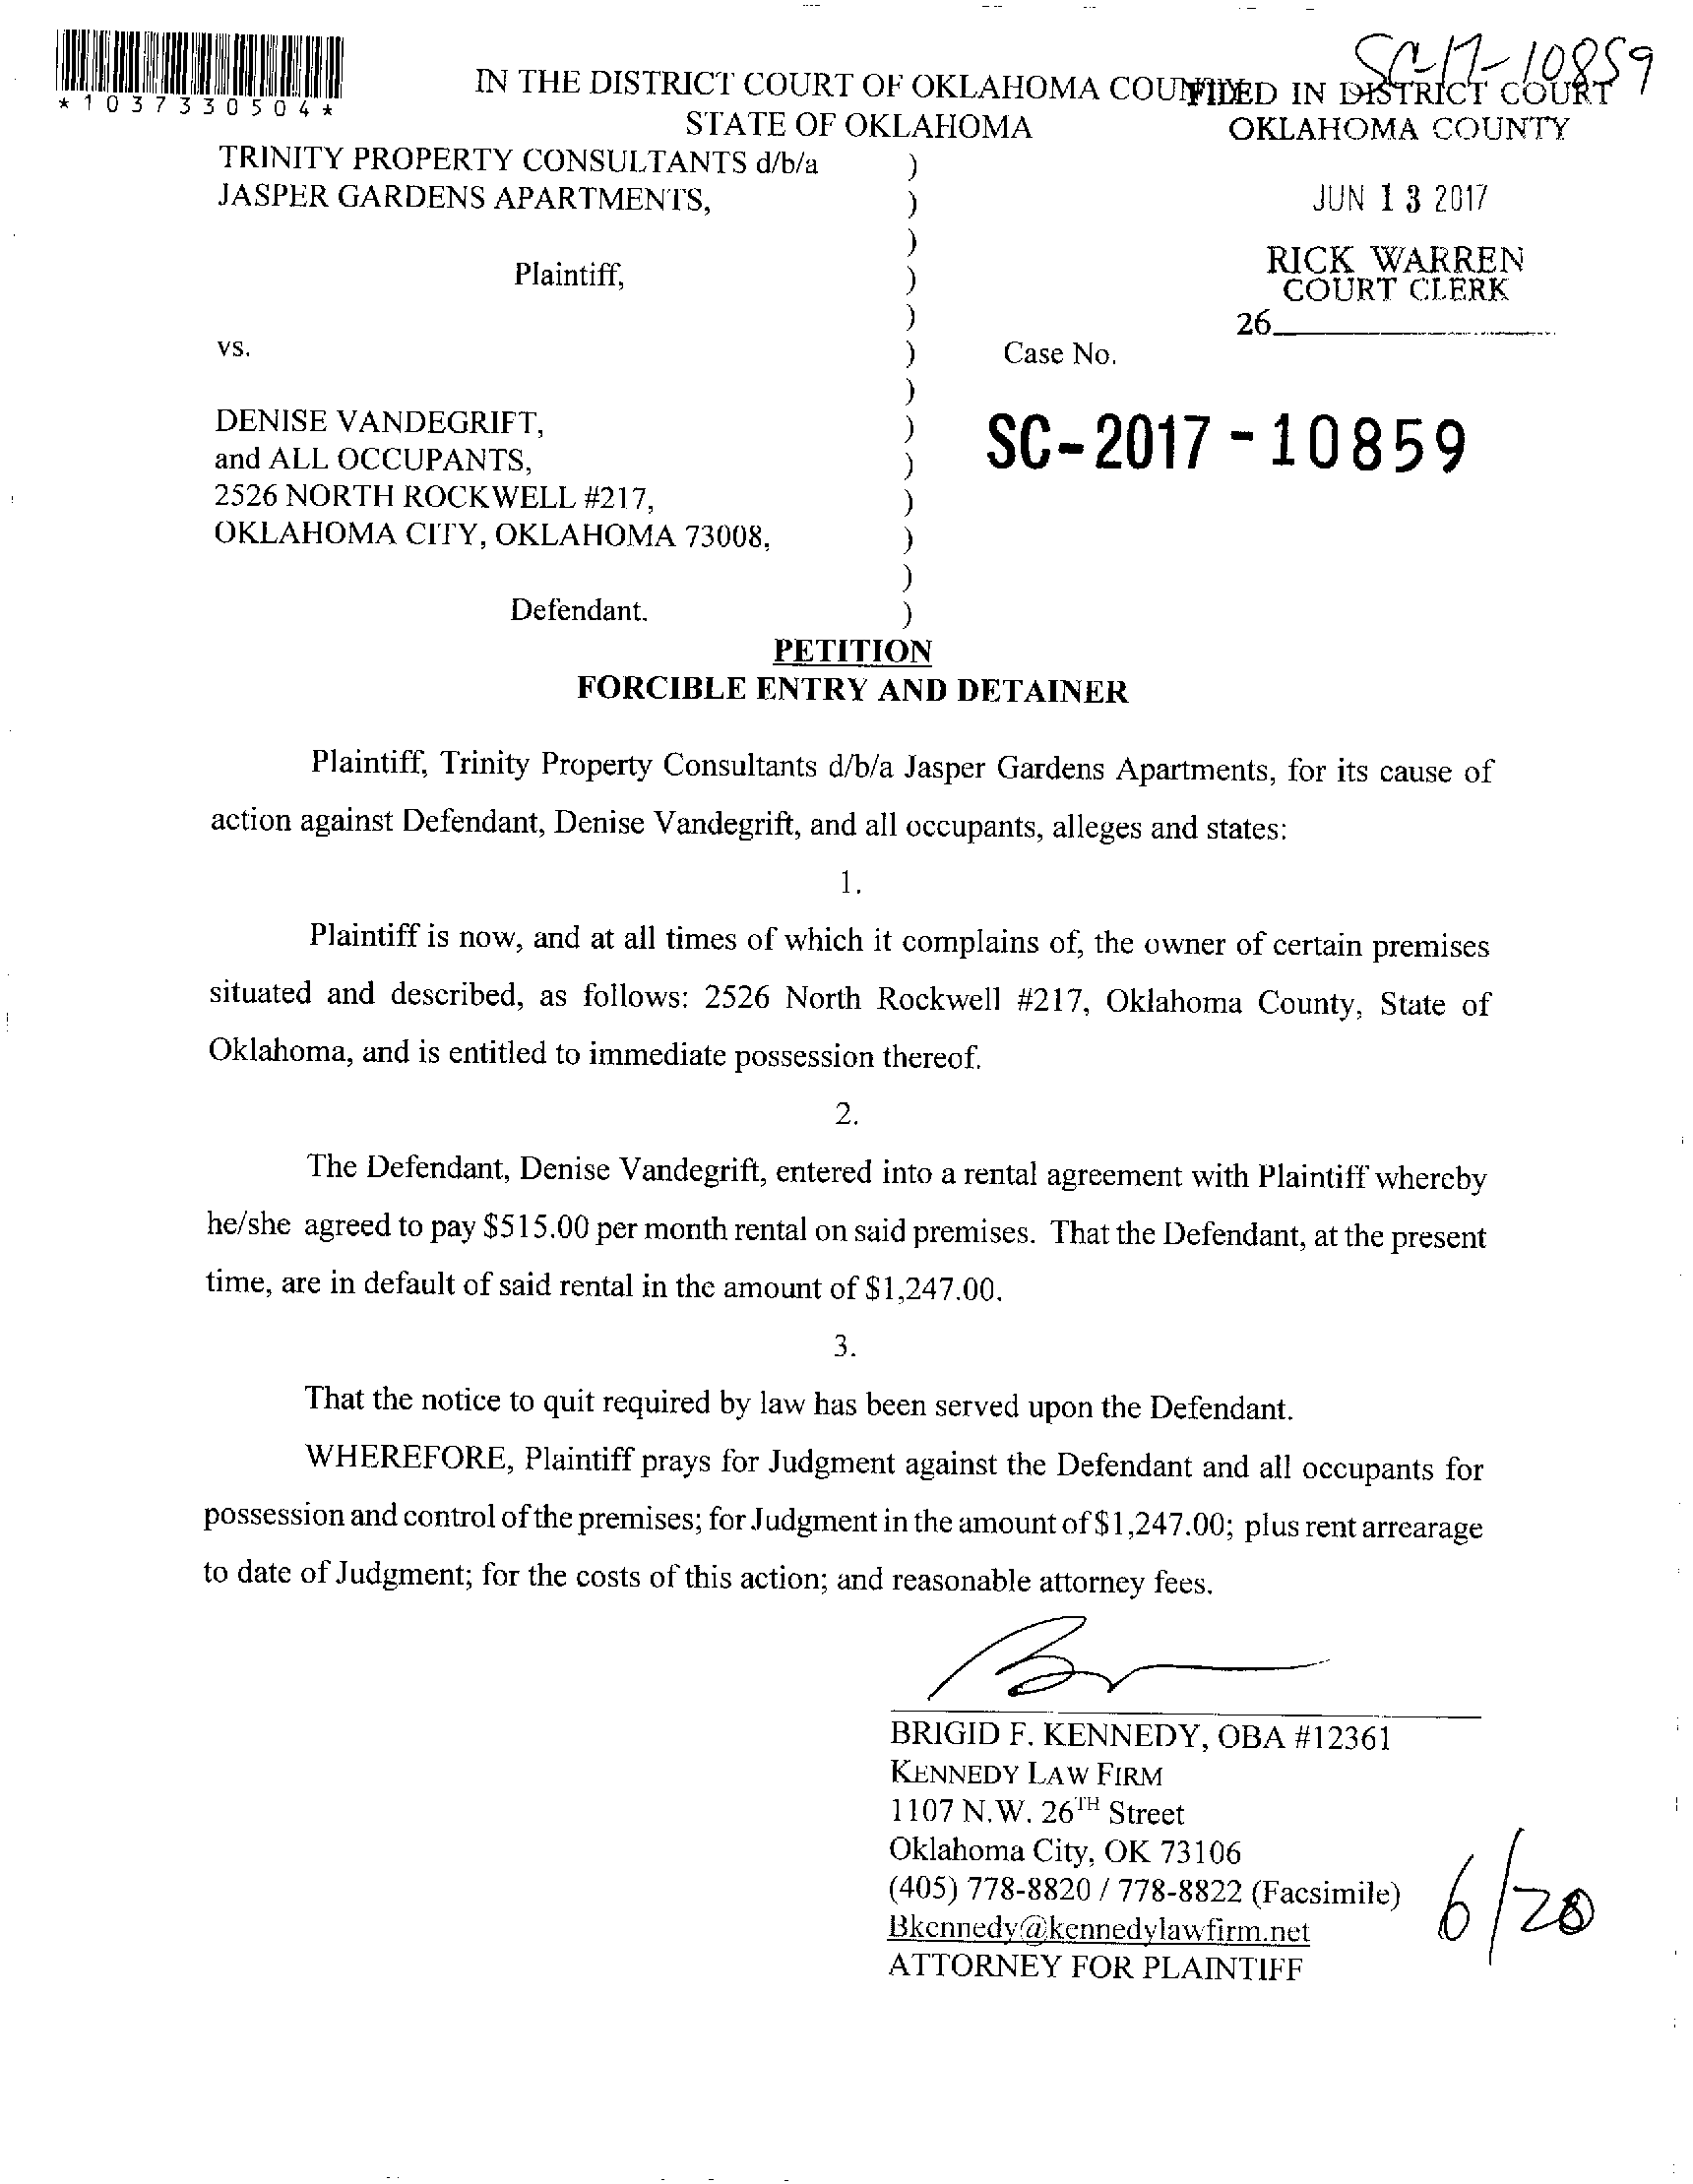 SC-17-10859
*1037330504*
IN THE DISTRICT COURT OF OKLAHOMA COUNTY
STATE OF OKLAHOMA
FILED IN DISTRICT COURT
OKLAHOMA COUNTY
JUN 13 2017
RICK WARREN
COURT CLERK
26
TRINITY PROPERTY CONSULTANTS d/b/a )
JASPER GARDENS APARTMENTS, )
)
Plaintiff, )
)
vs. ) Case No.
)
DENISE VANDEGRIFT, ) SC-2017-10859
and ALL OCCUPANTS, )
2526 NORTH ROCKWELL #217, )
OKLAHOMA CITY, OKLAHOMA 73008, )
)
Defendant. )
PETITION
FORCIBLE ENTRY AND DETAINER
Plaintiff, Trinity Property Consultants d/b/a Jasper Gardens Apartments, for its cause of
action against Defendant, Denise Vandegrift, and all occupants, alleges and states:
1.
Plaintiff is now, and at all times of which it complains of, the owner of certain premises
situated and described, as follows: 2526 North Rockwell #217, Oklahoma County, State of
Oklahoma, and is entitled to immediate possession thereof.
2.
The Defendant, Denise Vandegrift, entered into a rental agreement with Plaintiff whereby
he/she agreed to pay $515.00 per month rental on said premises. That the Defendant, at the present
time, are in default of said rental in the amount of $1,247.00.
3.
That the notice to quit required by law has been served upon the Defendant.
WHEREFORE, Plaintiff prays for Judgment against the Defendant and all occupants for
possession and control of the premises; for Judgment in the amount of $1,247.00; plus rent arrearage
to date of Judgment; for the costs of this action; and reasonable attorney fees.
BRIGID F. KENNEDY, OBA #12361
KENNEDY LAW FIRM
1107 N.W. 26TH Street
Oklahoma City, OK 73106
(405) 778-8820 / 778-8822 (Facsimile)
Bkennedy@kennedylawfirm.net
ATTORNEY FOR PLAINTIFF
6/20